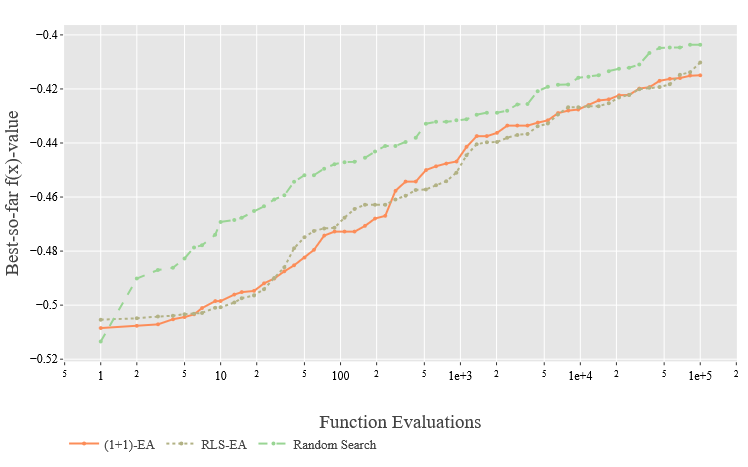 Best-so-far f(x)-value
−0.4
−0.42
−0.44
−0.46
−0.48
−0.5
−0.52
5 1 2 5 10 2 5 100 2 5 1e+3 2 5 1e+4 2 5 1e+5 2
Function Evaluations
(1+1)-EA RLS-EA Random Search